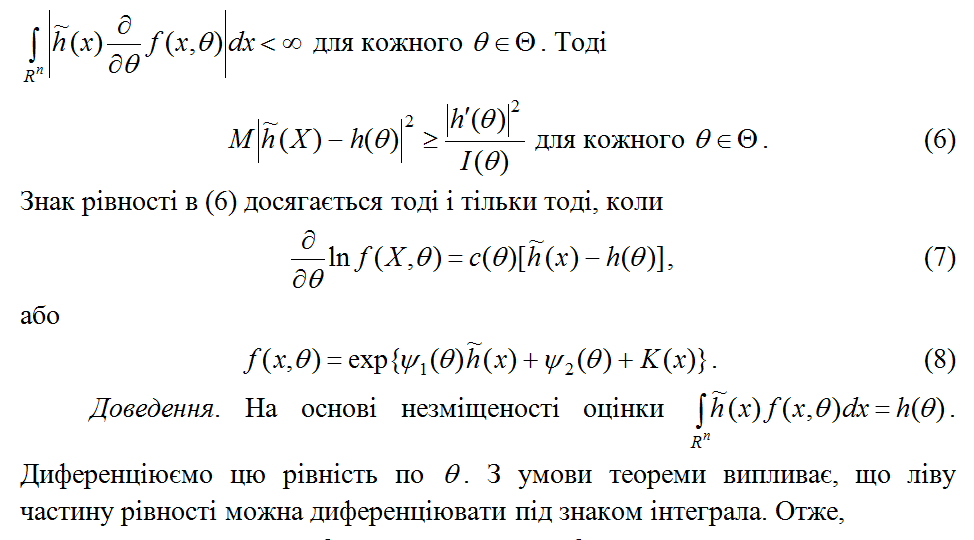 ∫_{R^n} |h̃(x) ∂/∂θ f(x,θ)| dx < ∞ для кожного θ ∈ Θ. Тоді
M|h̃(X) − h(θ)|² ≥ |h′(θ)|² / I(θ) для кожного θ ∈ Θ. (6)
Знак рівності в (6) досягається тоді і тільки тоді, коли
∂/∂θ ln f(X,θ) = c(θ)[h̃(x) − h(θ)], (7)
або
f(x,θ) = exp{ψ₁(θ)h̃(x) + ψ₂(θ) + K(x)}. (8)
Доведення. На основі незміщеності оцінки ∫_{R^n} h̃(x) f(x,θ)dx = h(θ).
Диференціюємо цю рівність по θ. З умови теореми випливає, що ліву
частину рівності можна диференціювати під знаком інтеграла. Отже,